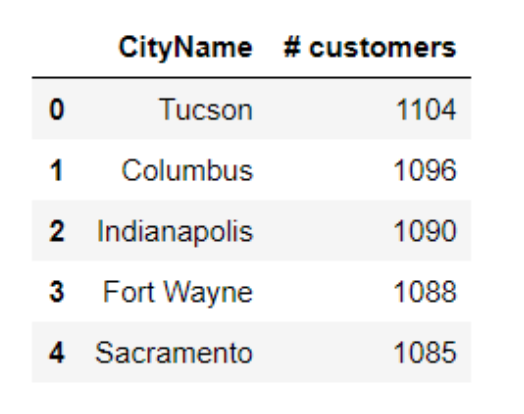 CityName # customers
0 Tucson 1104
1 Columbus 1096
2 Indianapolis 1090
3 Fort Wayne 1088
4 Sacramento 1085